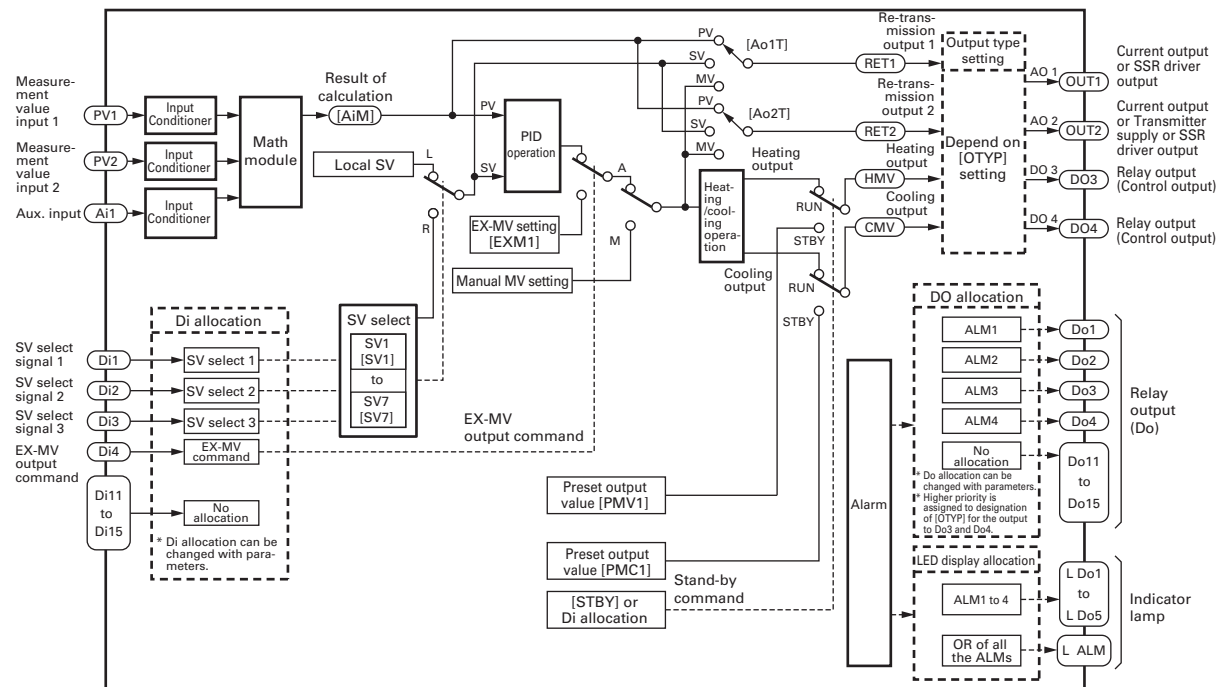 Measure-
ment
value
input 1
PV1
Input
Conditioner
Measurement
value
input 2
PV2
Input
Conditioner
Aux. input
Ai1
Input
Conditioner
Math
module
Result of
calculation
[AiM]
Local SV
L
R
PV
SV
PID
operation
EX-MV setting
[EXM1]
Manual MV setting
A
M
PV
SV
MV
[Ao1T]
PV
SV
MV
[Ao2T]
Re-trans-
mission
output 1
RET1
Re-trans-
mission
output 2
RET2
Heating
output
HMV
Cooling
output
CMV
Heating
output
Heat-
ing
/cool-
ing
opera-
tion
Cooling
output
RUN
STBY
RUN
STBY
Output type
setting
Depend on
[OTYP]
setting
AO 1
OUT1
AO 2
OUT2
DO 3
DO3
DO 4
DO4
Current output
or SSR driver
output
Current output
or Transmitter
supply or SSR
driver output
Relay output
(Control output)
Relay output
(Control output)
SV select
signal 1
Di1
SV select
signal 2
Di2
SV select
signal 3
Di3
EX-MV
output
command
Di4
Di11
to
Di15
Di allocation
SV select 1
SV select 2
SV select 3
EX-MV
command
No
allocation
* Di allocation can be
changed with para-
meters.
SV select
SV1
[SV1]
to
SV7
[SV7]
EX-MV
output command
Preset output
value [PMV1]
Preset output
value [PMC1]
Stand-by
command
[STBY] or
Di allocation
Alarm
DO allocation
ALM1
ALM2
ALM3
ALM4
No
allocation
* Do allocation can be
changed with parameters.
* Higher priority is
assigned to designation
of [OTYP] for the output
to Do3 and Do4.
Do1
Do2
Do3
Do4
Do11
to
Do15
Relay
output
(Do)
LED display allocation
ALM1 to 4
OR of all
the ALMs
L Do1
to
L Do5
L ALM
Indicator
lamp